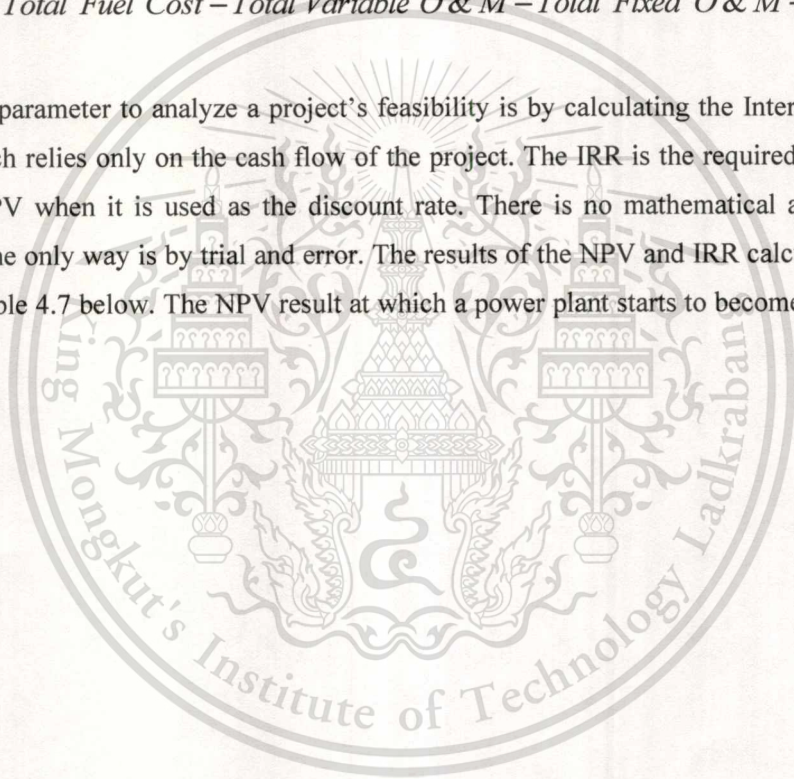 Total Fuel Cost – Total Variable O & M – Total Fixed O & M -
parameter to analyze a project's feasibility is by calculating the Inter
ch relies only on the cash flow of the project. The IRR is the required
PV when it is used as the discount rate. There is no mathematical a
ne only way is by trial and error. The results of the NPV and IRR calc
ble 4.7 below. The NPV result at which a power plant starts to become
King Mongkut's Institute of Technology Ladkrabang